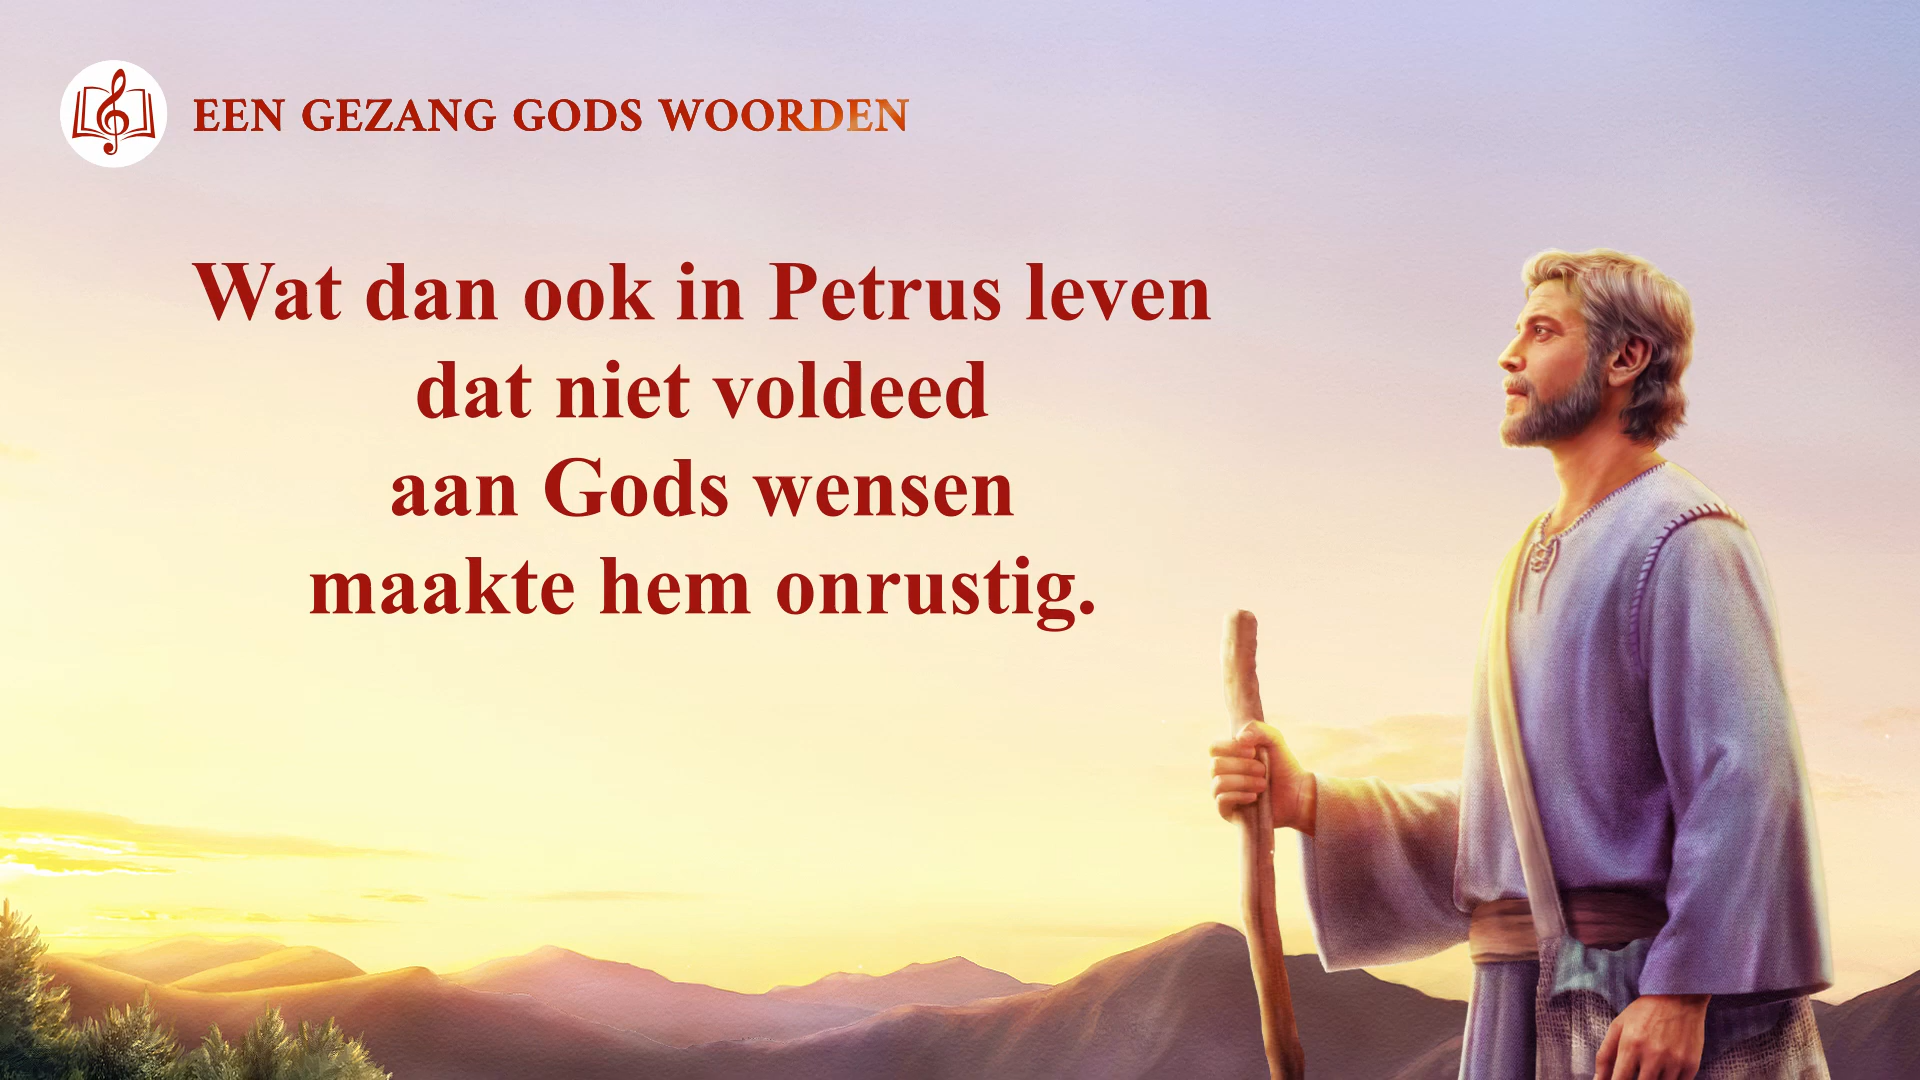 EEN GEZANG GODS WOORDEN
Wat dan ook in Petrus leven
dat niet voldeed
aan Gods wensen
maakte hem onrustig.